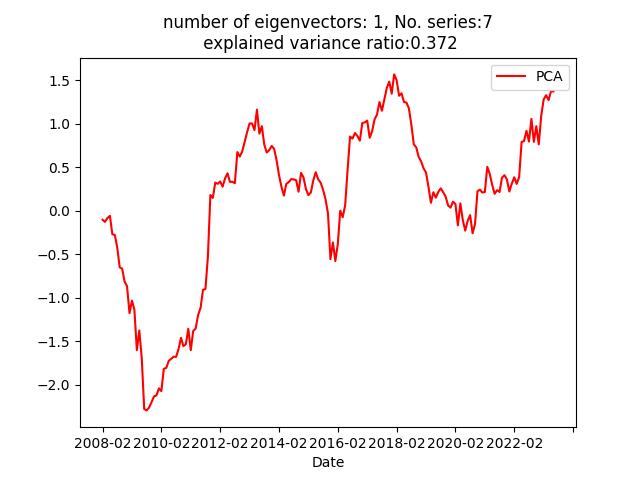 number of eigenvectors: 1, No. series:7
explained variance ratio:0.372
PCA
1.5
1.0
0.5
0.0
−0.5
−1.0
−1.5
−2.0
2008-02 2010-02 2012-02 2014-02 2016-02 2018-02 2020-02 2022-02
Date